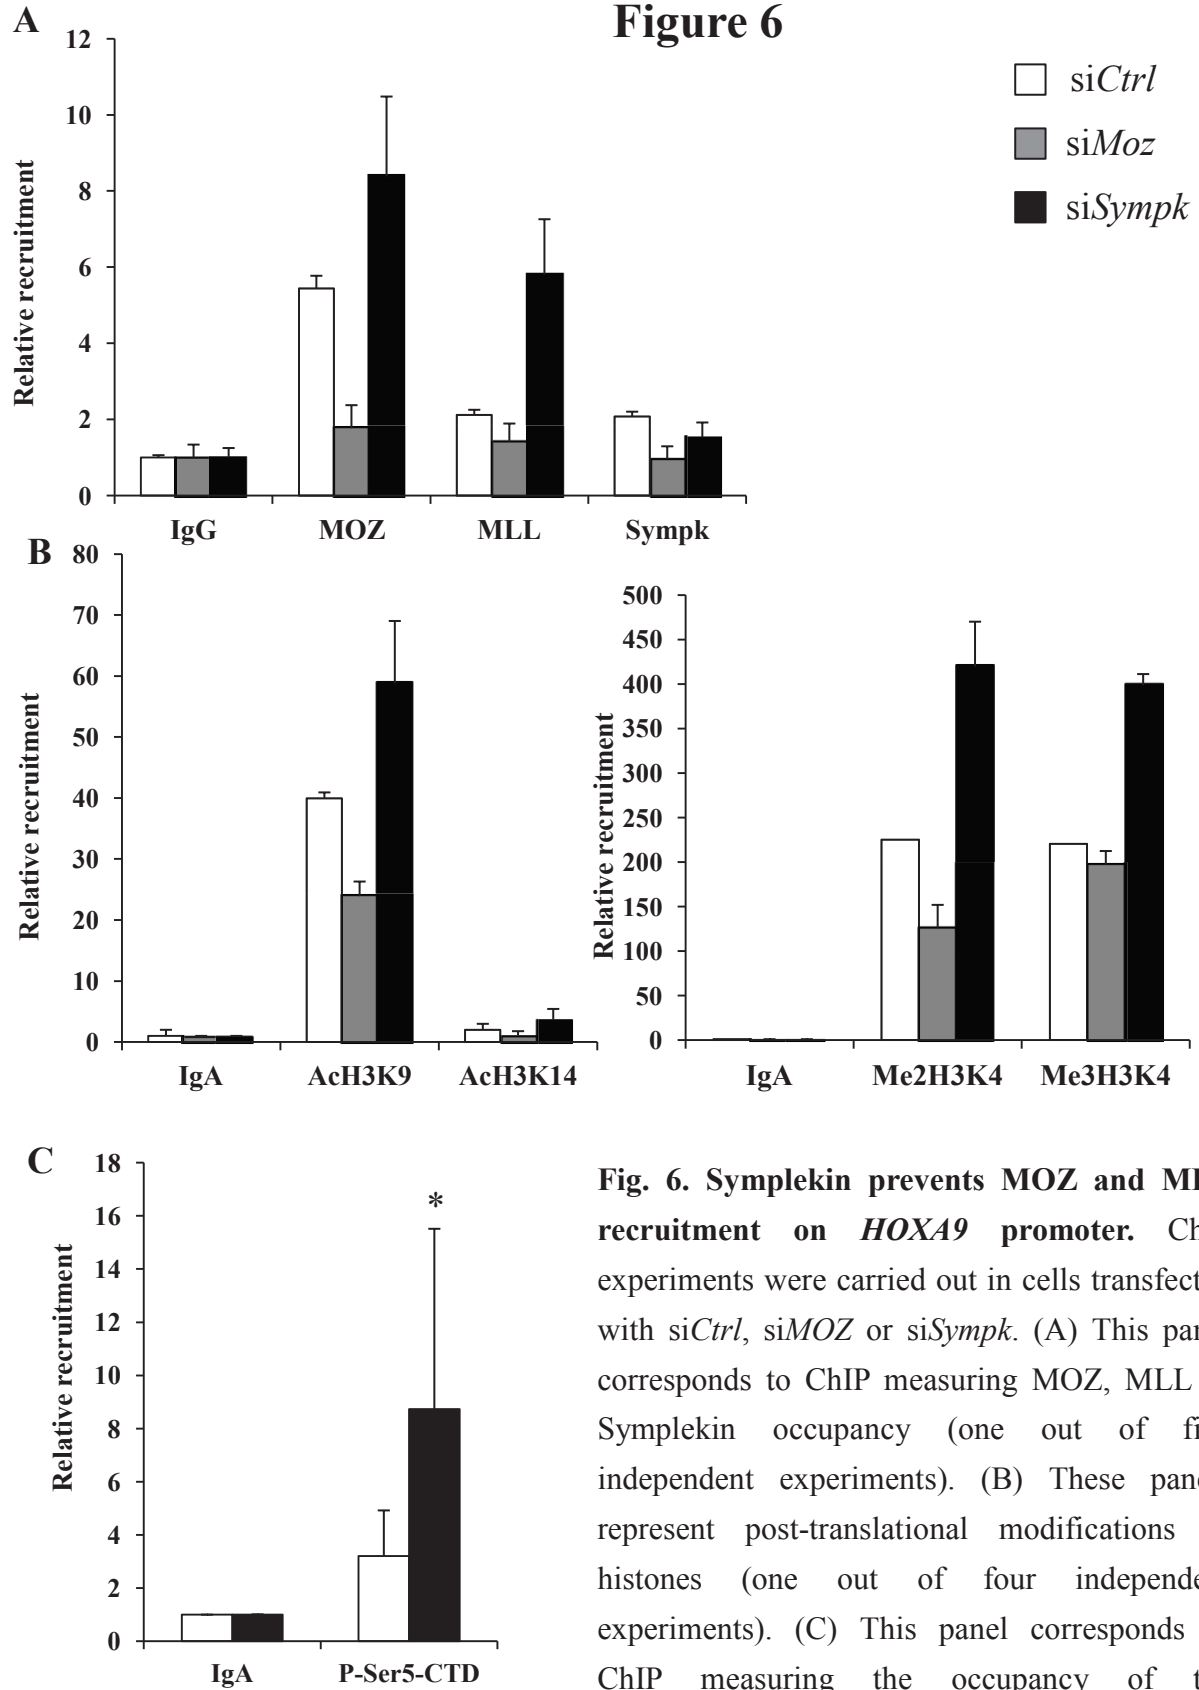 Figure 6
A
siCtrl
siMoz
siSympk
Relative recruitment
12
10
8
6
4
2
0
IgG MOZ MLL Sympk
B
Relative recruitment
80
70
60
50
40
30
20
10
0
IgA AcH3K9 AcH3K14
Relative recruitment
500
450
400
350
300
250
200
150
100
50
0
IgA Me2H3K4 Me3H3K4
C
Relative recruitment
18
16
14
12
10
8
6
4
2
0
*
IgA P-Ser5-CTD
Fig. 6. Symplekin prevents MOZ and
recruitment on HOXA9 promoter.
experiments were carried out in cells
with siCtrl, siMOZ or siSympk. (A) This
corresponds to ChIP measuring MOZ, MLL
Symplekin occupancy (one out of
independent experiments). (B) These
represent post-translational modifications
histones (one out of four
experiments). (C) This panel corresponds
ChIP measuring the occupancy of